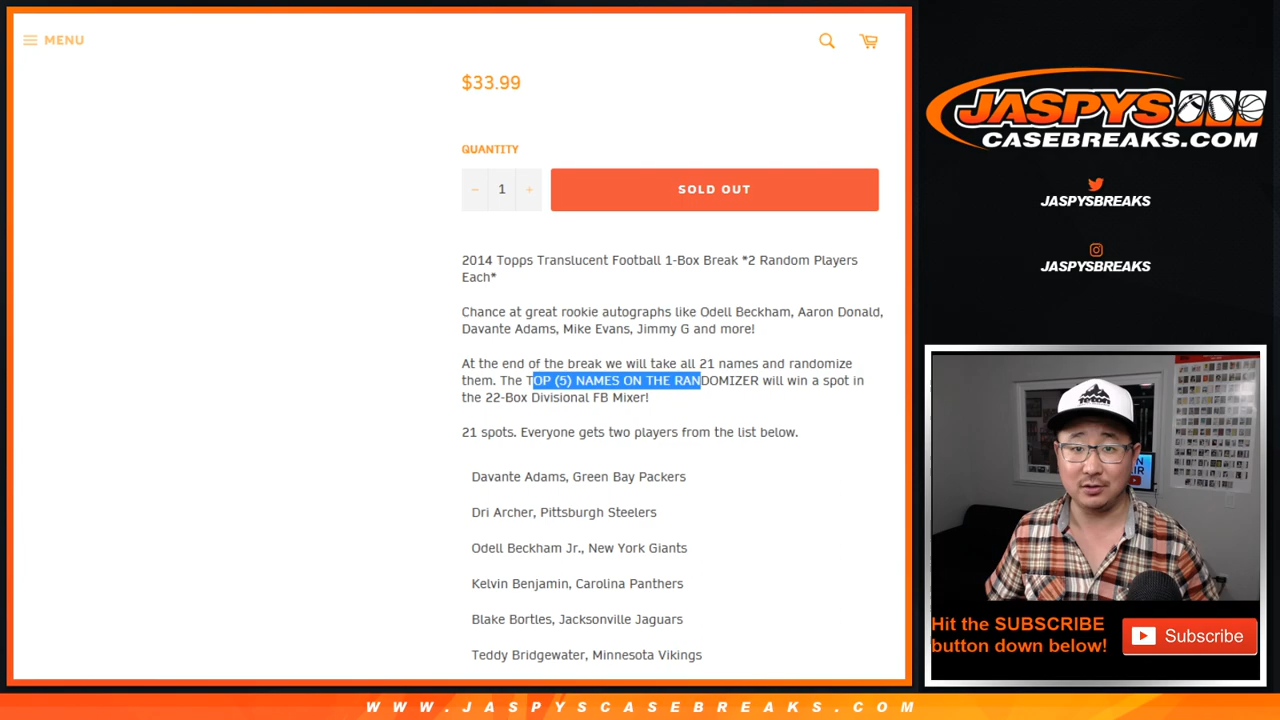 MENU
$33.99
QUANTITY
− 1 +
SOLD OUT
2014 Topps Translucent Football 1-Box Break *2 Random Players
Each*
Chance at great rookie autographs like Odell Beckham, Aaron Donald,
Davante Adams, Mike Evans, Jimmy G and more!
At the end of the break we will take all 21 names and randomize
them. The TOP (5) NAMES ON THE RANDOMIZER will win a spot in
the 22-Box Divisional FB Mixer!
21 spots. Everyone gets two players from the list below.
Davante Adams, Green Bay Packers
Dri Archer, Pittsburgh Steelers
Odell Beckham Jr., New York Giants
Kelvin Benjamin, Carolina Panthers
Blake Bortles, Jacksonville Jaguars
Teddy Bridgewater, Minnesota Vikings
JASPYS
CASEBREAKS.COM
JASPYSBREAKS
JASPYSBREAKS
teton
Hit the SUBSCRIBE
button down below!
Subscribe
WWW.JASPYSCASEBREAKS.COM